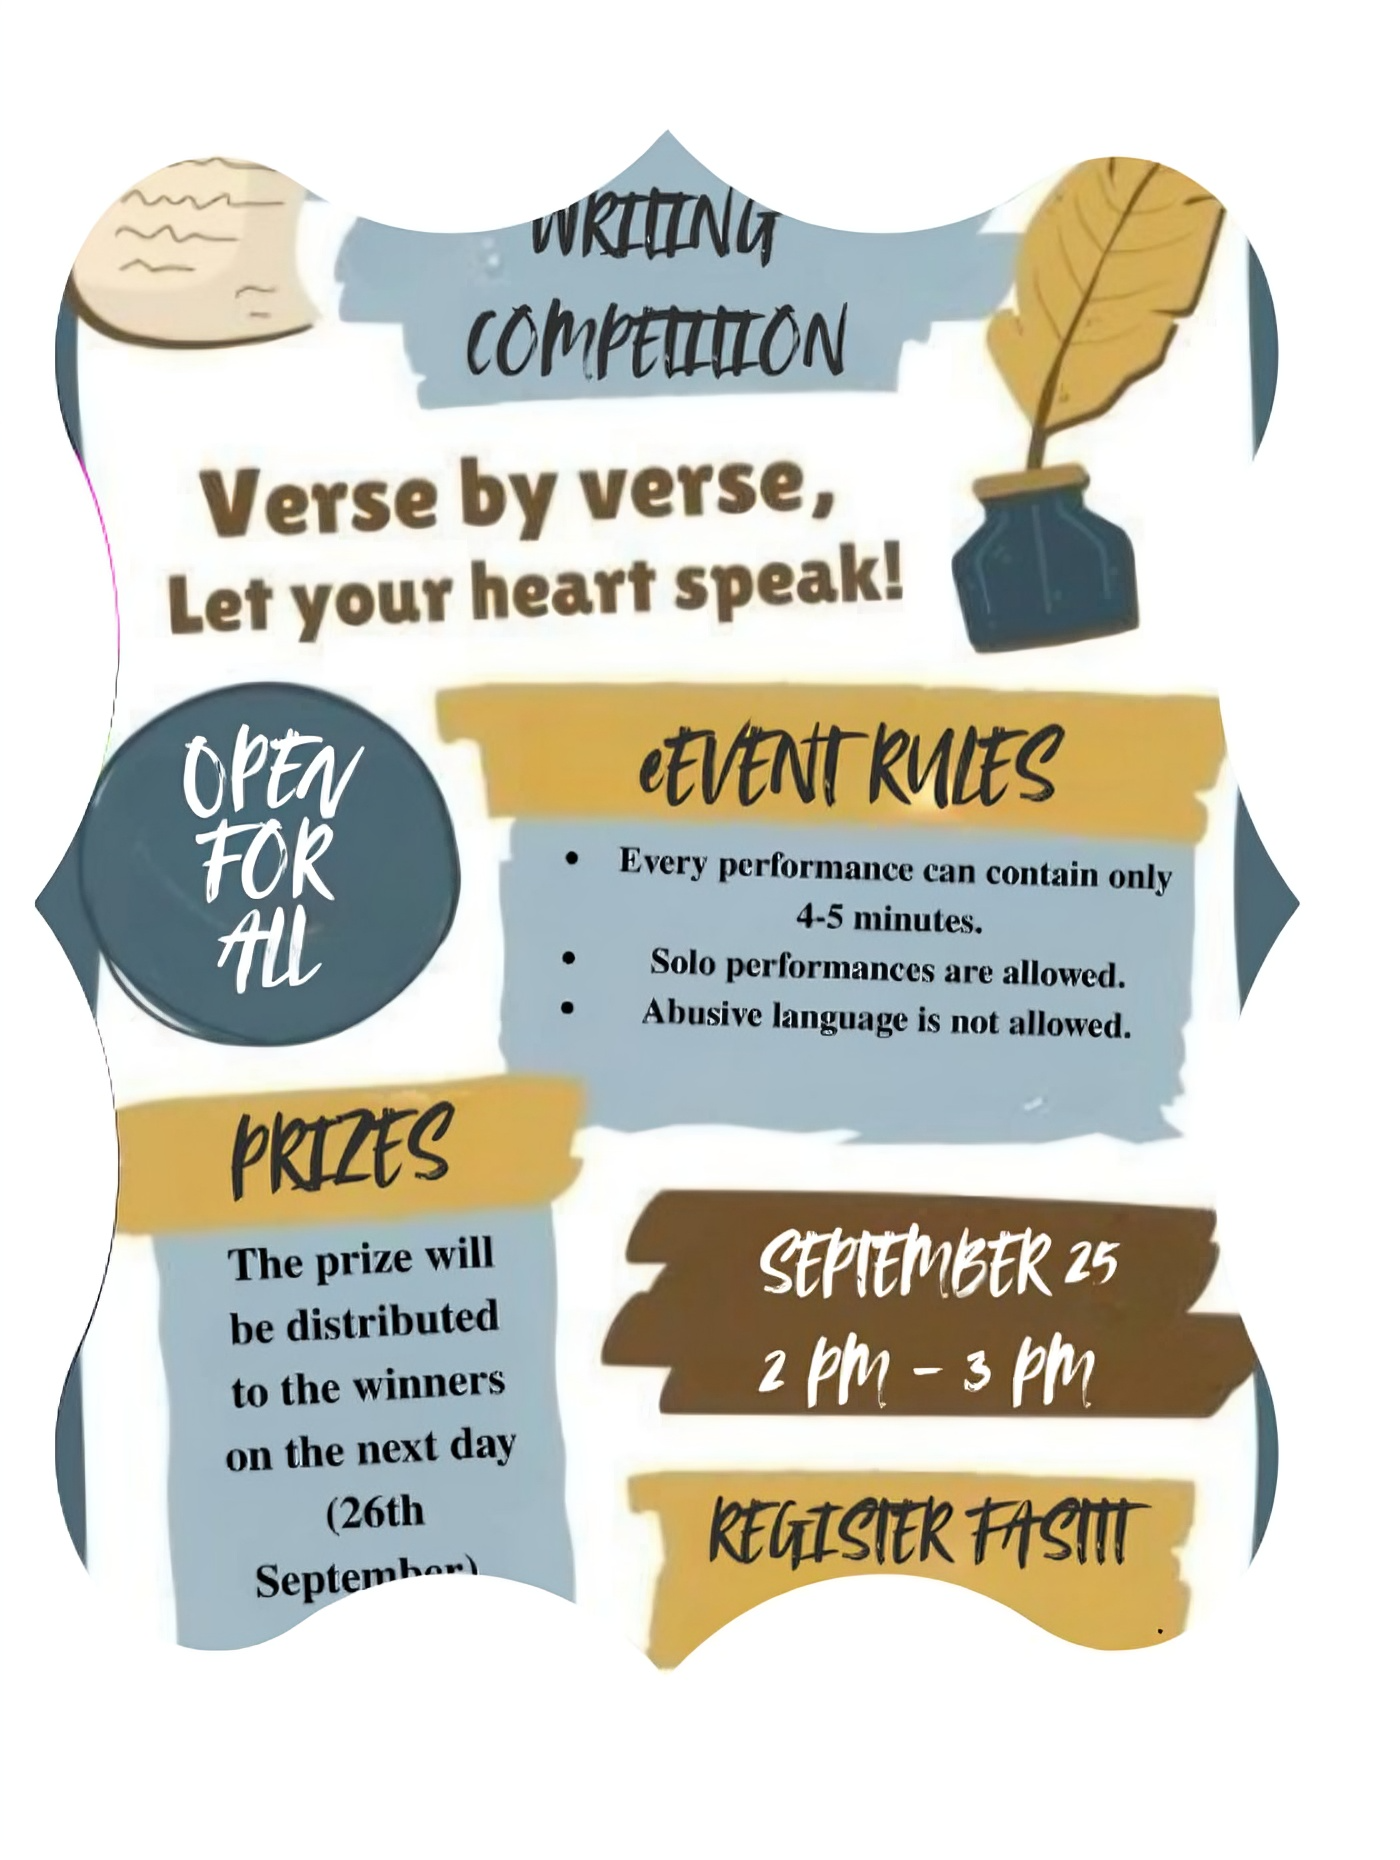 WRITING
COMPETITION
Verse by verse,
Let your heart speak!
OPEN
FOR
ALL
eEVENT RULES
• Every performance can contain only
4-5 minutes.
• Solo performances are allowed.
• Abusive language is not allowed.
PRIZES
The prize will
be distributed
to the winners
on the next day
(26th
September)
SEPTEMBER 25
2 PM - 3 PM
REGISTER FASTTT
.